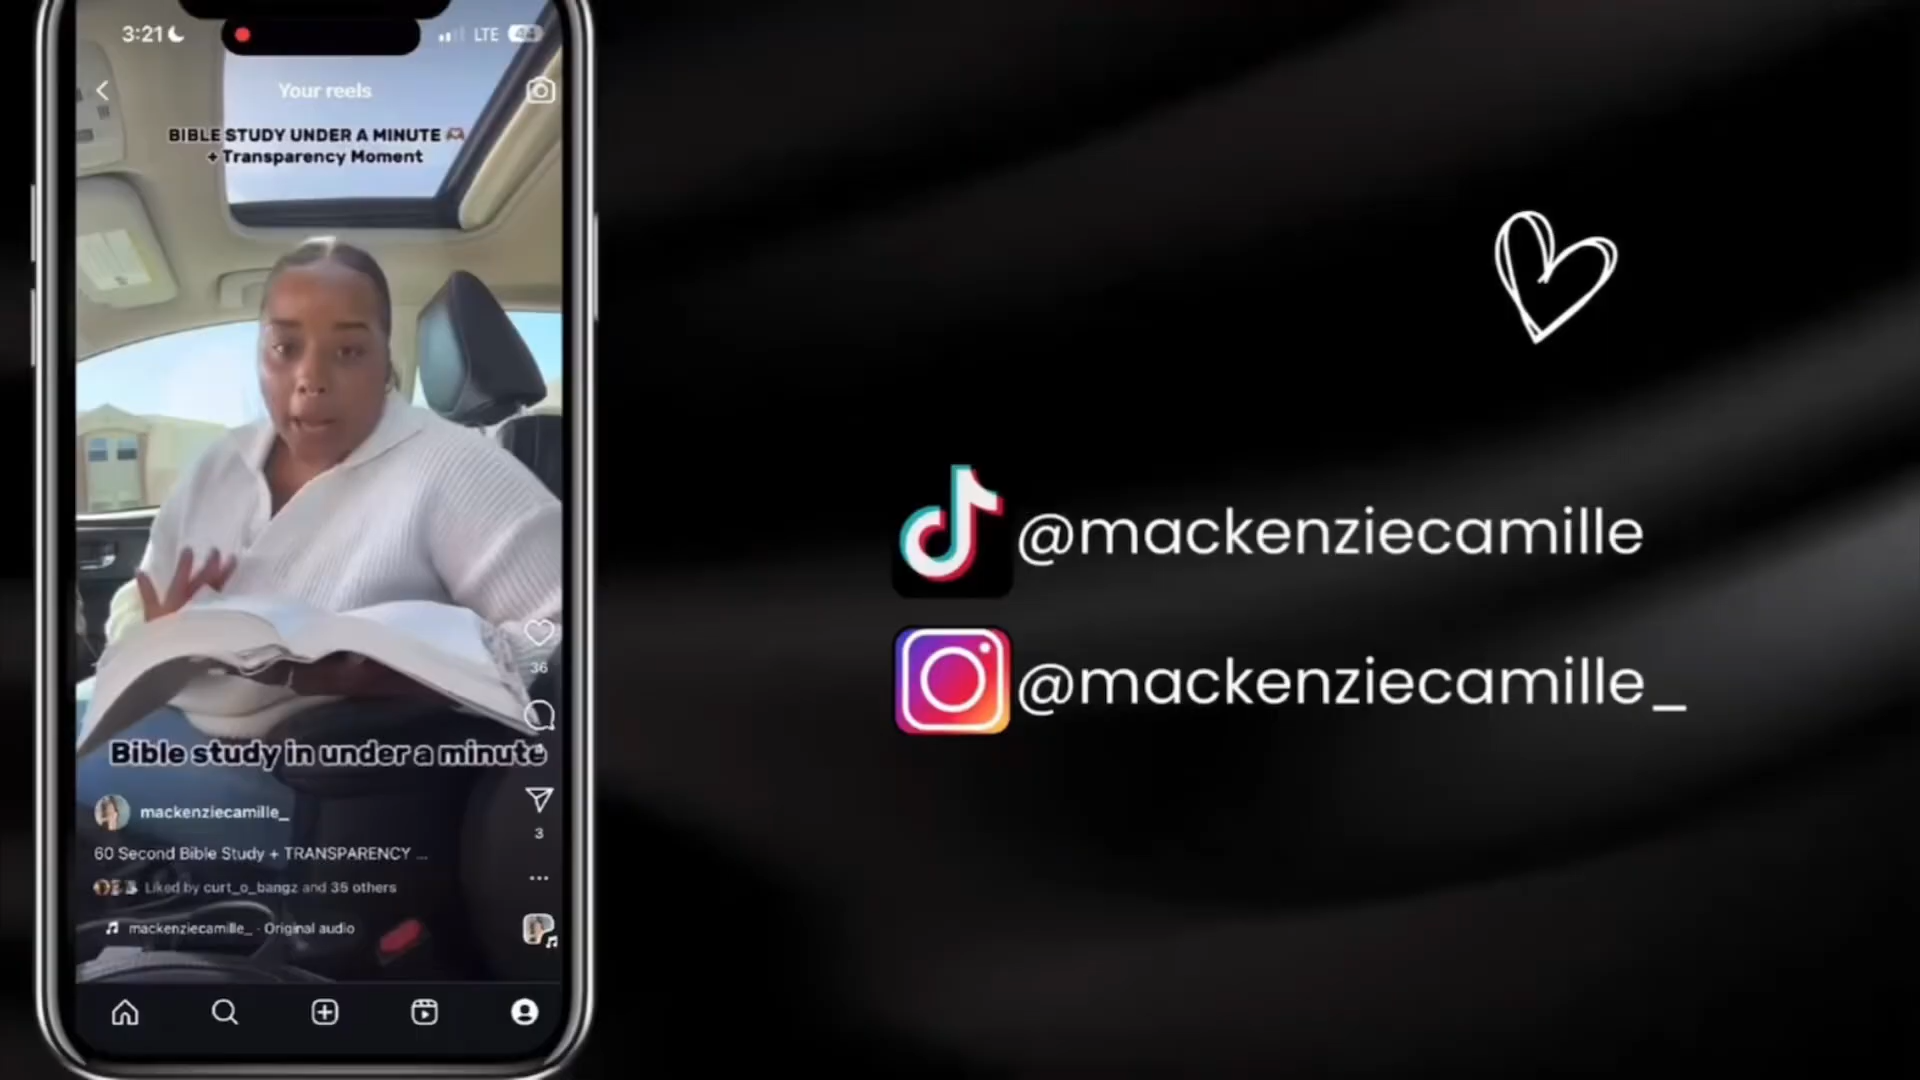 3:21
LTE
Your reels
BIBLE STUDY UNDER A MINUTE 🫶🏽
+ Transparency Moment
36
Bible study in under a minute
mackenziecamille_
3
60 Second Bible Study + TRANSPARENCY ...
Liked by curt_o_bangz and 35 others
mackenziecamille_ · Original audio
@mackenziecamille
@mackenziecamille_